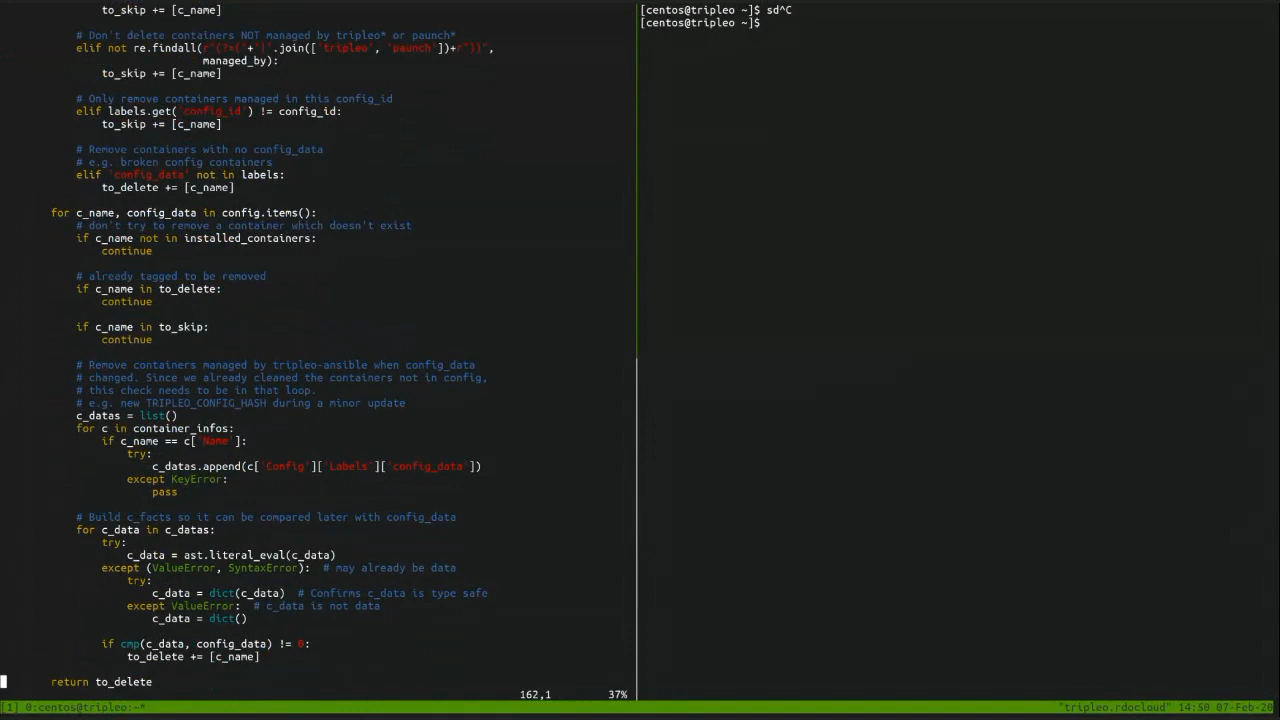 to_skip += [c_name]
# Don't delete containers NOT managed by tripleo* or paunch*
elif not re.findall(r"(?=("+'|'.join(['tripleo', 'paunch'])+r"))",
managed_by):
to_skip += [c_name]
# Only remove containers managed in this config_id
elif labels.get('config_id') != config_id:
to_skip += [c_name]
# Remove containers with no config_data
# e.g. broken config containers
elif 'config_data' not in labels:
to_delete += [c_name]
for c_name, config_data in config.items():
# don't try to remove a container which doesn't exist
if c_name not in installed_containers:
continue
# already tagged to be removed
if c_name in to_delete:
continue
if c_name in to_skip:
continue
# Remove containers managed by tripleo-ansible when config_data
# changed. Since we already cleaned the containers not in config,
# this check needs to be in that loop.
# e.g. new TRIPLEO_CONFIG_HASH during a minor update
c_datas = list()
for c in container_infos:
if c_name == c['Name']:
try:
c_datas.append(c['Config']['Labels']['config_data'])
except KeyError:
pass
# Build c_facts so it can be compared later with config_data
for c_data in c_datas:
try:
c_data = ast.literal_eval(c_data)
except (ValueError, SyntaxError):  # may already be data
try:
c_data = dict(c_data)  # Confirms c_data is type safe
except ValueError:  # c_data is not data
c_data = dict()
if cmp(c_data, config_data) != 0:
to_delete += [c_name]
return to_delete
162,1 37%
[centos@tripleo ~]$ sd^C
[centos@tripleo ~]$
[1] 0:centos@tripleo:~* "tripleo.rdocloud" 14:50 07-Feb-20